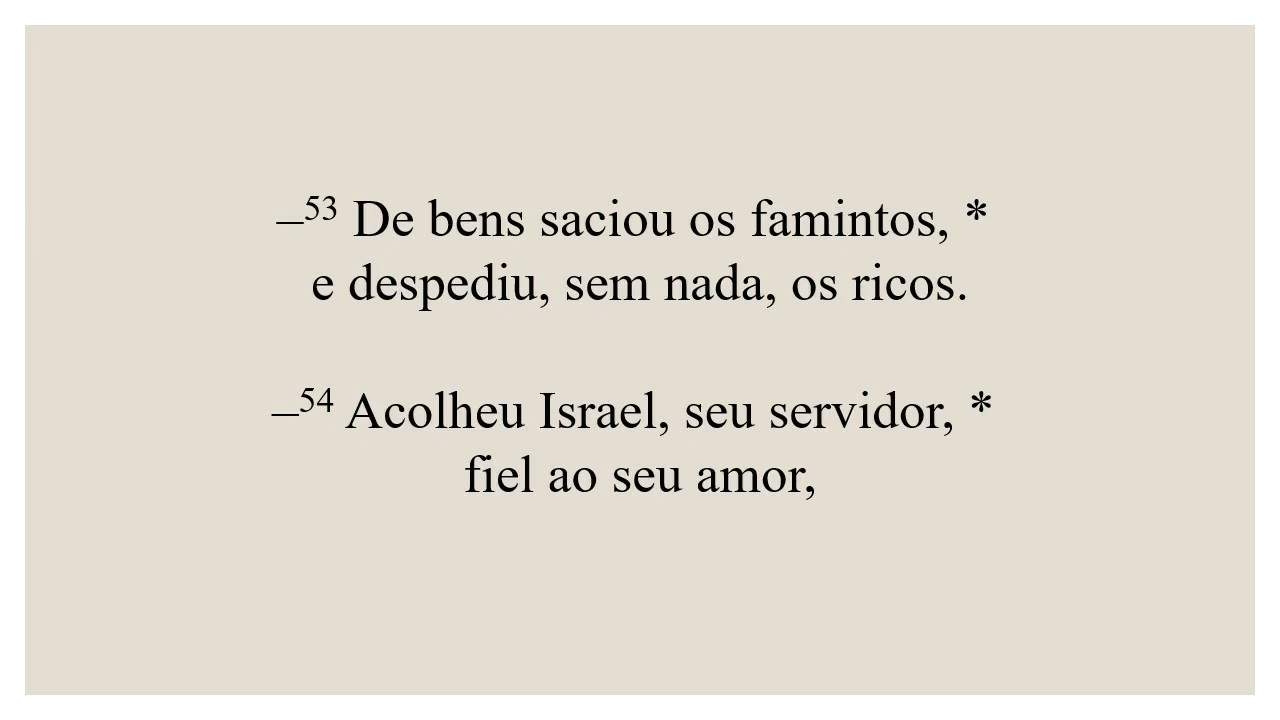 –⁵³ De bens saciou os famintos, *
e despediu, sem nada, os ricos.
–⁵⁴ Acolheu Israel, seu servidor, *
fiel ao seu amor,